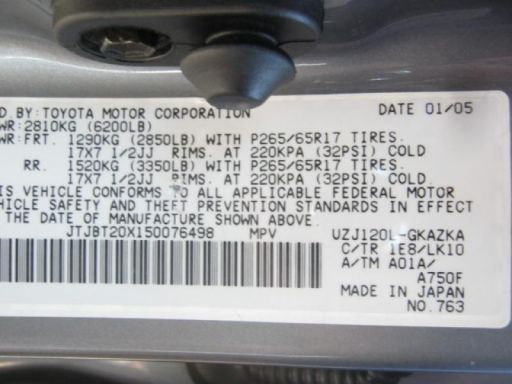 D. BY: TOYOTA MOTOR CORPORATION DATE 01/05
WR: 2810KG (6200LB)
WR: FRT. 1290KG (2850LB) WITH P265/65R17 TIRES.
17X7 1/2JJ RIMS. AT 220KPA (32PSI) COLD
RR. 1520KG (3350LB) WITH P265/65R17 TIRES.
17X7 1/2JJ RIMS. AT 220KPA (32PSI) COLD
IS VEHICLE CONFORMS TO ALL APPLICABLE FEDERAL MOTOR
VEHICLE SAFETY AND THEFT PREVENTION STANDARDS IN EFFECT
THE DATE OF MANUFACTURE SHOWN ABOVE.
JTJBT20X150076498 MPV UZJ120L-GKAZKA
C/TR 1E8/LK10
A/TM A01A/
A750F
MADE IN JAPAN
NO.763